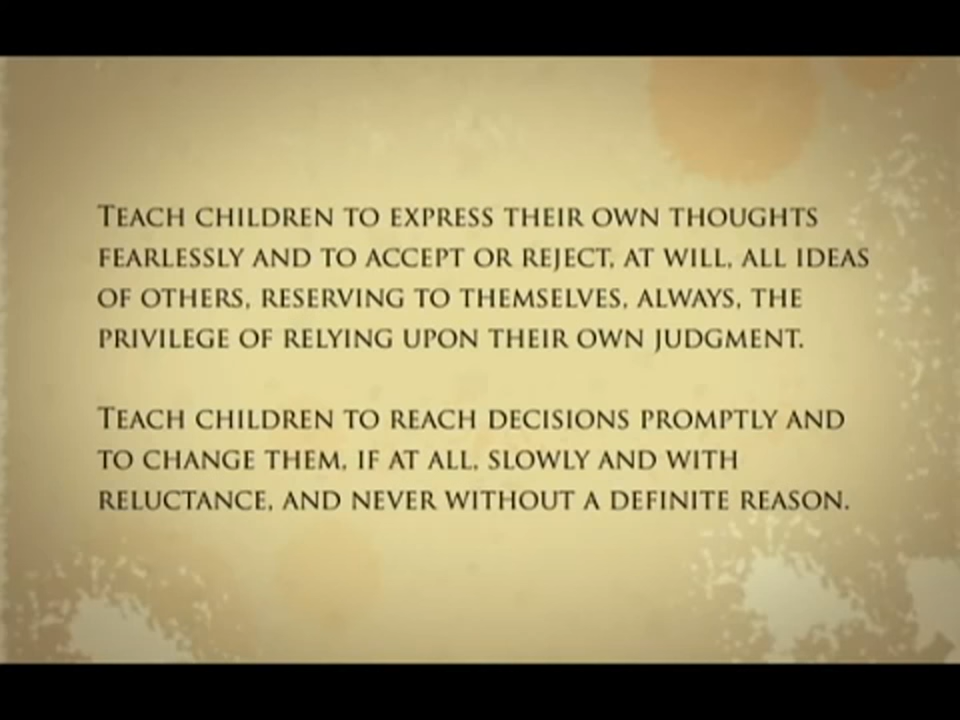 TEACH CHILDREN TO EXPRESS THEIR OWN THOUGHTS
FEARLESSLY AND TO ACCEPT OR REJECT, AT WILL, ALL IDEAS
OF OTHERS, RESERVING TO THEMSELVES, ALWAYS, THE
PRIVILEGE OF RELYING UPON THEIR OWN JUDGMENT.
TEACH CHILDREN TO REACH DECISIONS PROMPTLY AND
TO CHANGE THEM, IF AT ALL, SLOWLY AND WITH
RELUCTANCE, AND NEVER WITHOUT A DEFINITE REASON.